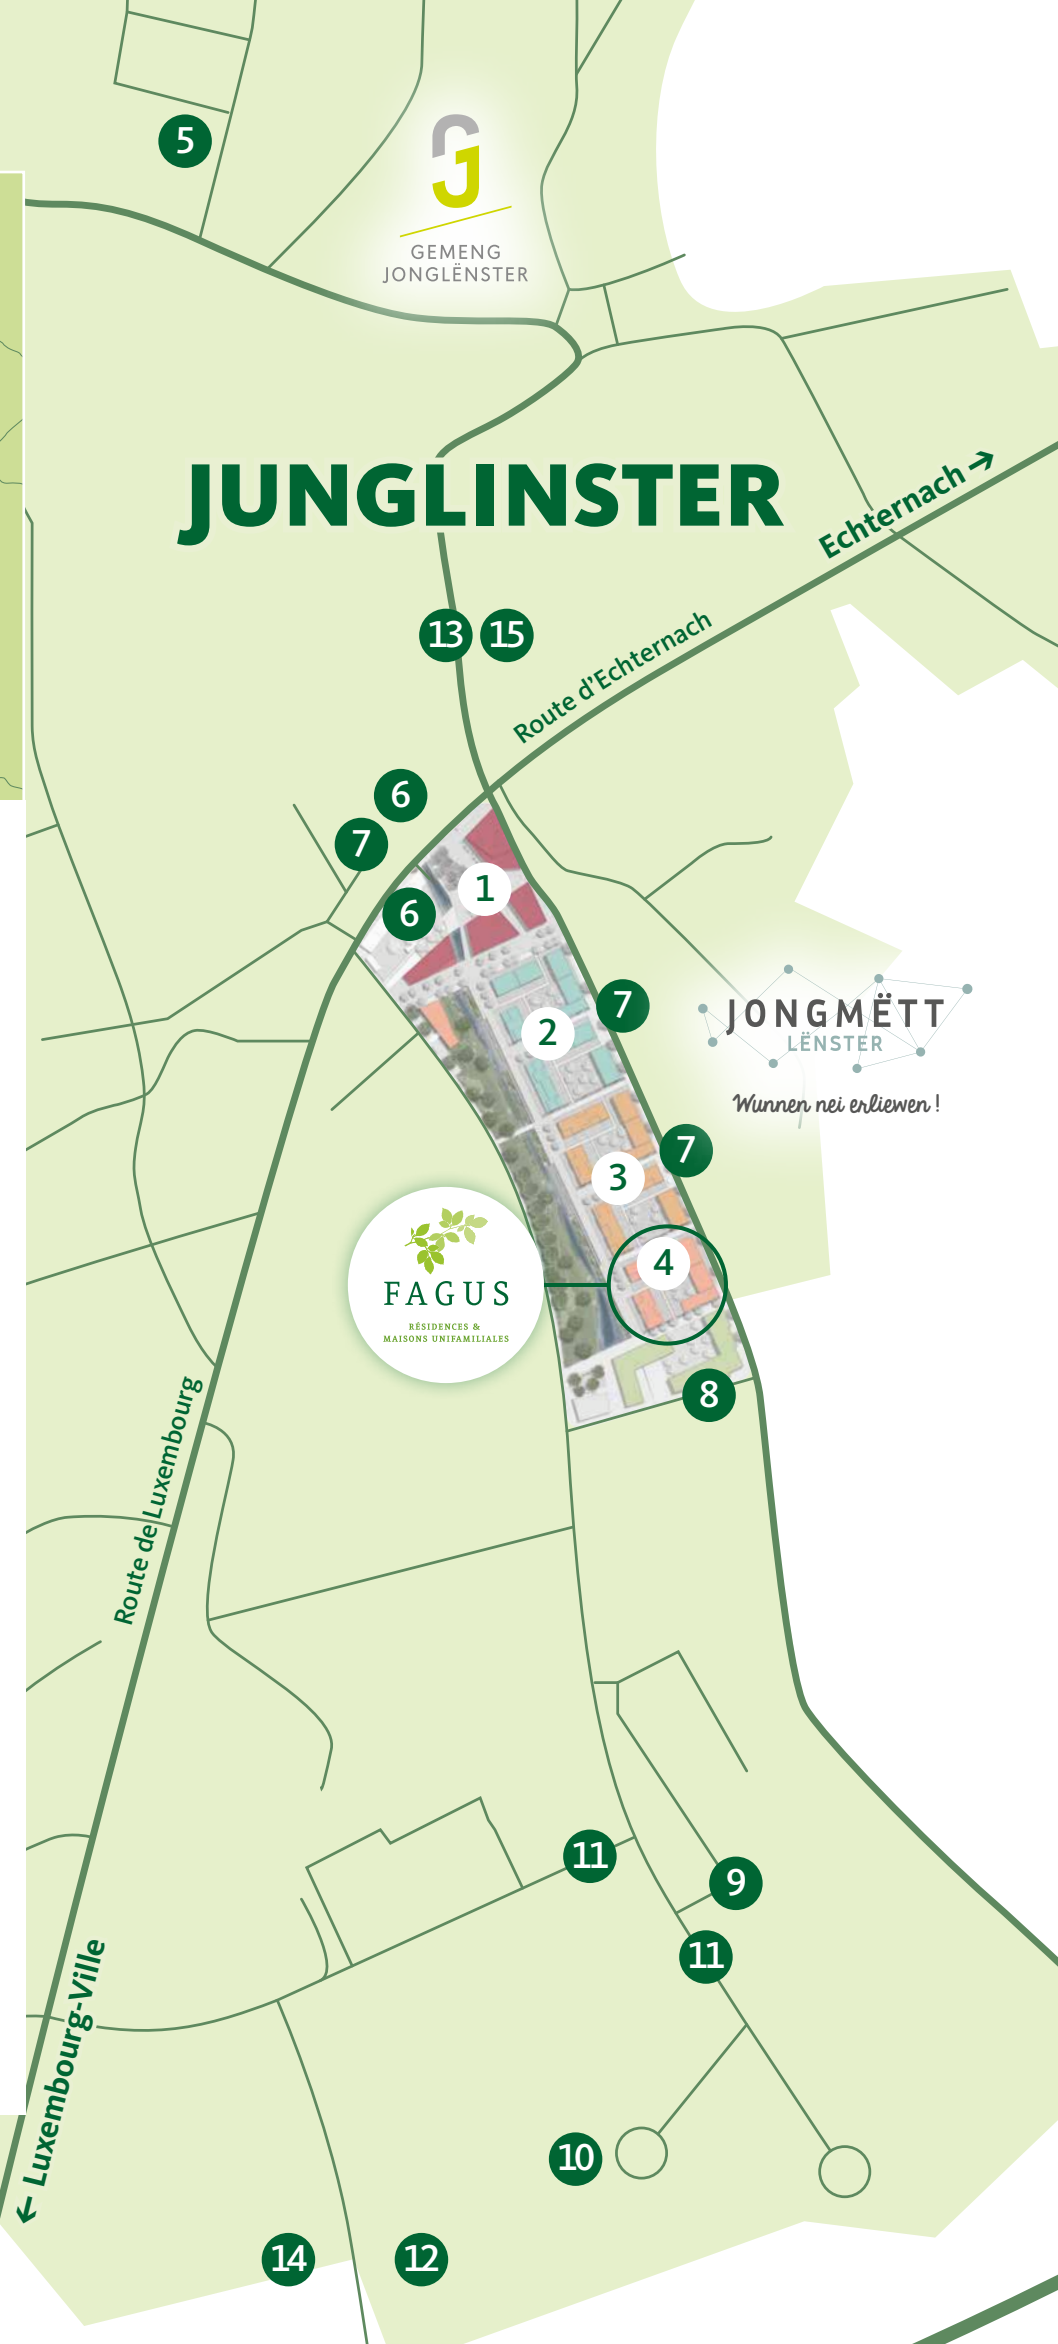 5
GEMENG
JONGLËNSTER
JUNGLINSTER
Echternach →
13
15
Route d'Echternach
6
7
1
6
7
2
JONGMËTT
LËNSTER
Wunnen nei erliewen !
7
3
4
FAGUS
RÉSIDENCES &
MAISONS UNIFAMILIALES
8
Route de Luxembourg
11
9
11
← Luxembourg-Ville
10
14
12